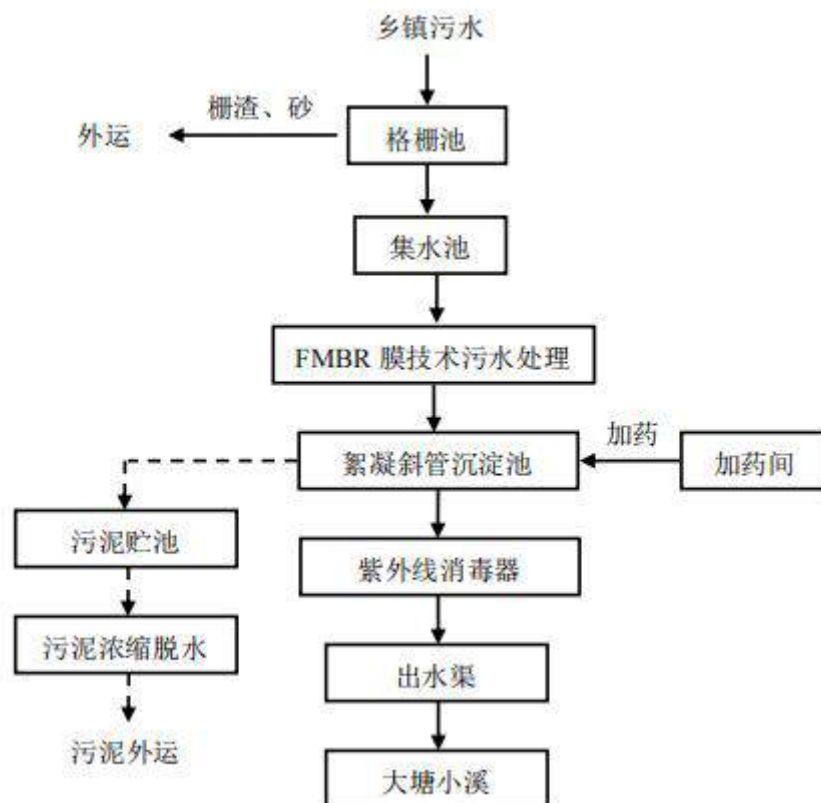 乡镇污水
栅渣、砂
外运
格栅池
集水池
FMBR 膜技术污水处理
加药
絮凝斜管沉淀池
加药间
污泥贮池
紫外线消毒器
污泥浓缩脱水
出水渠
污泥外运
大塘小溪